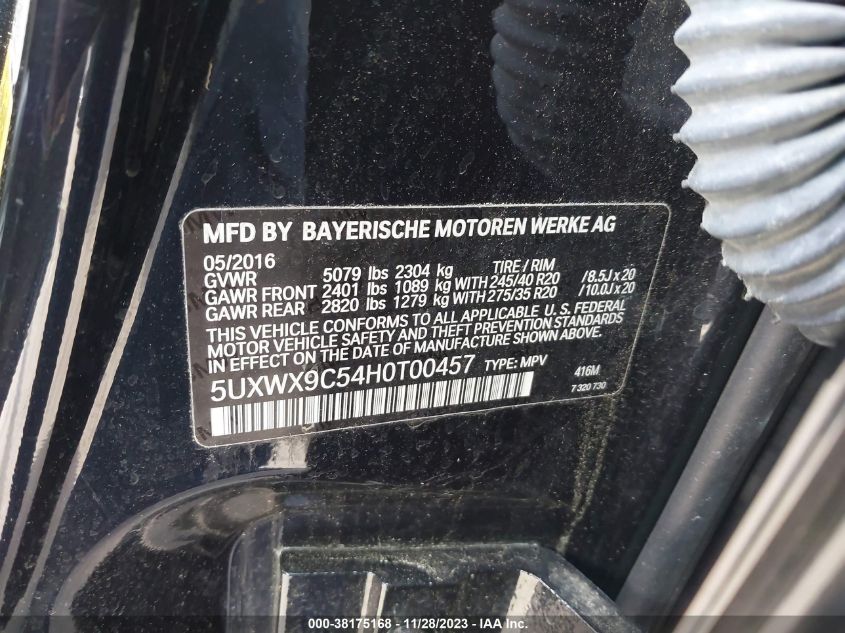 MFD BY BAYERISCHE MOTOREN WERKE AG
05/2016
GVWR 5079 lbs 2304 kg TIRE / RIM
GAWR FRONT 2401 lbs 1089 kg WITH 245/40 R20 /8.5J x 20
GAWR REAR 2820 lbs 1279 kg WITH 275/35 R20 /10.0J x 20
THIS VEHICLE CONFORMS TO ALL APPLICABLE U. S. FEDERAL
MOTOR VEHICLE SAFETY AND THEFT PREVENTION STANDARDS
IN EFFECT ON THE DATE OF MANUFACTURE SHOWN ABOVE.
5UXWX9C54H0T00457 TYPE: MPV 416M
7 320 730
000-38175168 - 11/28/2023 - IAA Inc.